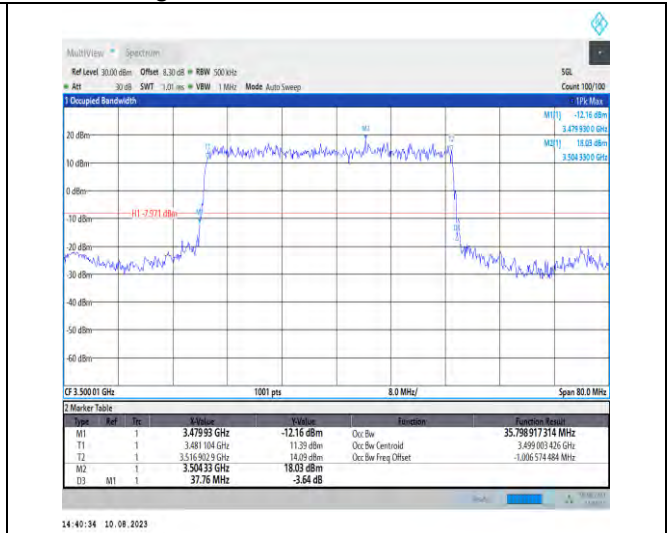 MultiView Spectrum
Ref Level 30.00 dBm Offset 8.30 dB RBW 500 kHz SGL
Att 30 dB SWT 1.01 ms VBW 1 MHz Mode Auto Sweep Count 100/100
1 Occupied Bandwidth 1Pk Max
M1[1] -12.16 dBm
3.479 930 0 GHz
M2[1] 18.03 dBm
3.504 330 0 GHz
M2
T1
T2
20 dBm
10 dBm
0 dBm
H1 -7.971 dBm
-10 dBm
-20 dBm
-30 dBm
-40 dBm
-50 dBm
-60 dBm
CF 3.500 01 GHz 1001 pts 8.0 MHz/ Span 80.0 MHz
2 Marker Table
Type Ref Trc X-Value Y-Value Function Function Result
M1 1 3.479 93 GHz -12.16 dBm Occ Bw 35.798 917 314 MHz
T1 1 3.481 104 GHz 11.39 dBm Occ Bw Centroid 3.499 003 426 GHz
T2 1 3.516 902 9 GHz 14.09 dBm Occ Bw Freq Offset -1.006 574 484 MHz
M2 1 3.504 33 GHz 18.03 dBm
D3 M1 1 37.76 MHz -3.64 dB
14:40:34 10.08.2023